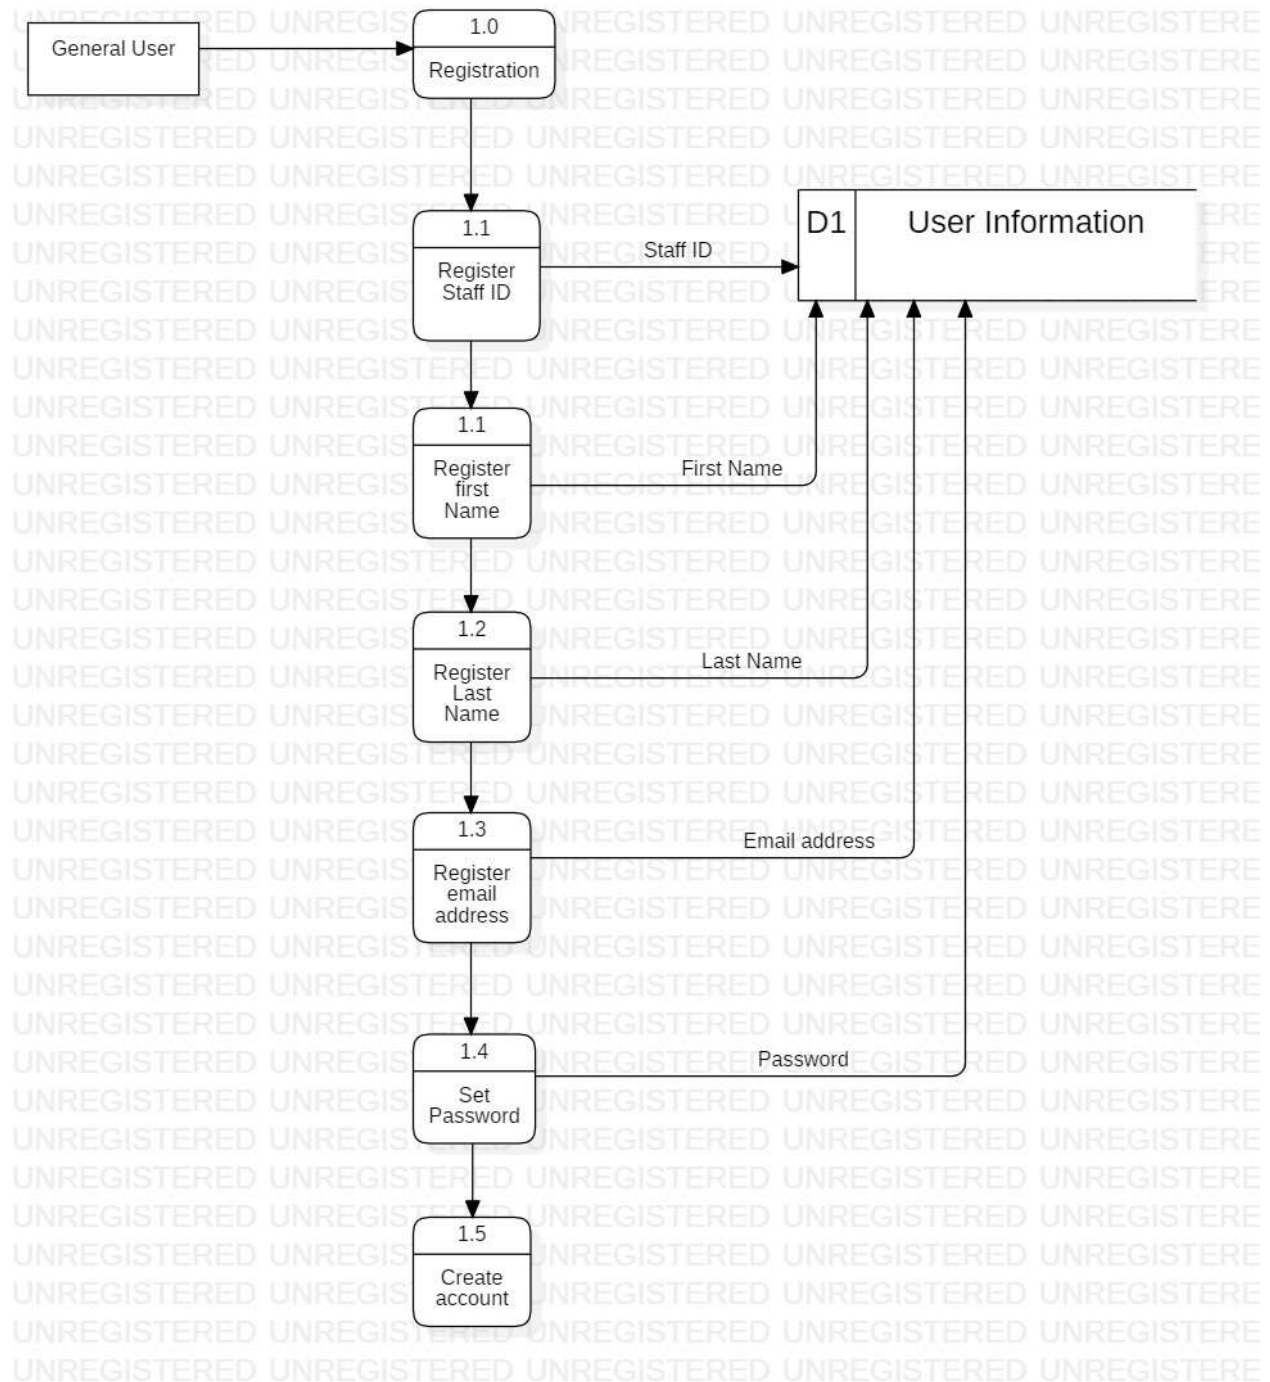 General User
1.0
Registration
1.1
Register
Staff ID
Staff ID
D1
User Information
1.1
Register
first
Name
First Name
1.2
Register
Last
Name
Last Name
1.3
Register
email
address
Email address
1.4
Set
Password
Password
1.5
Create
account